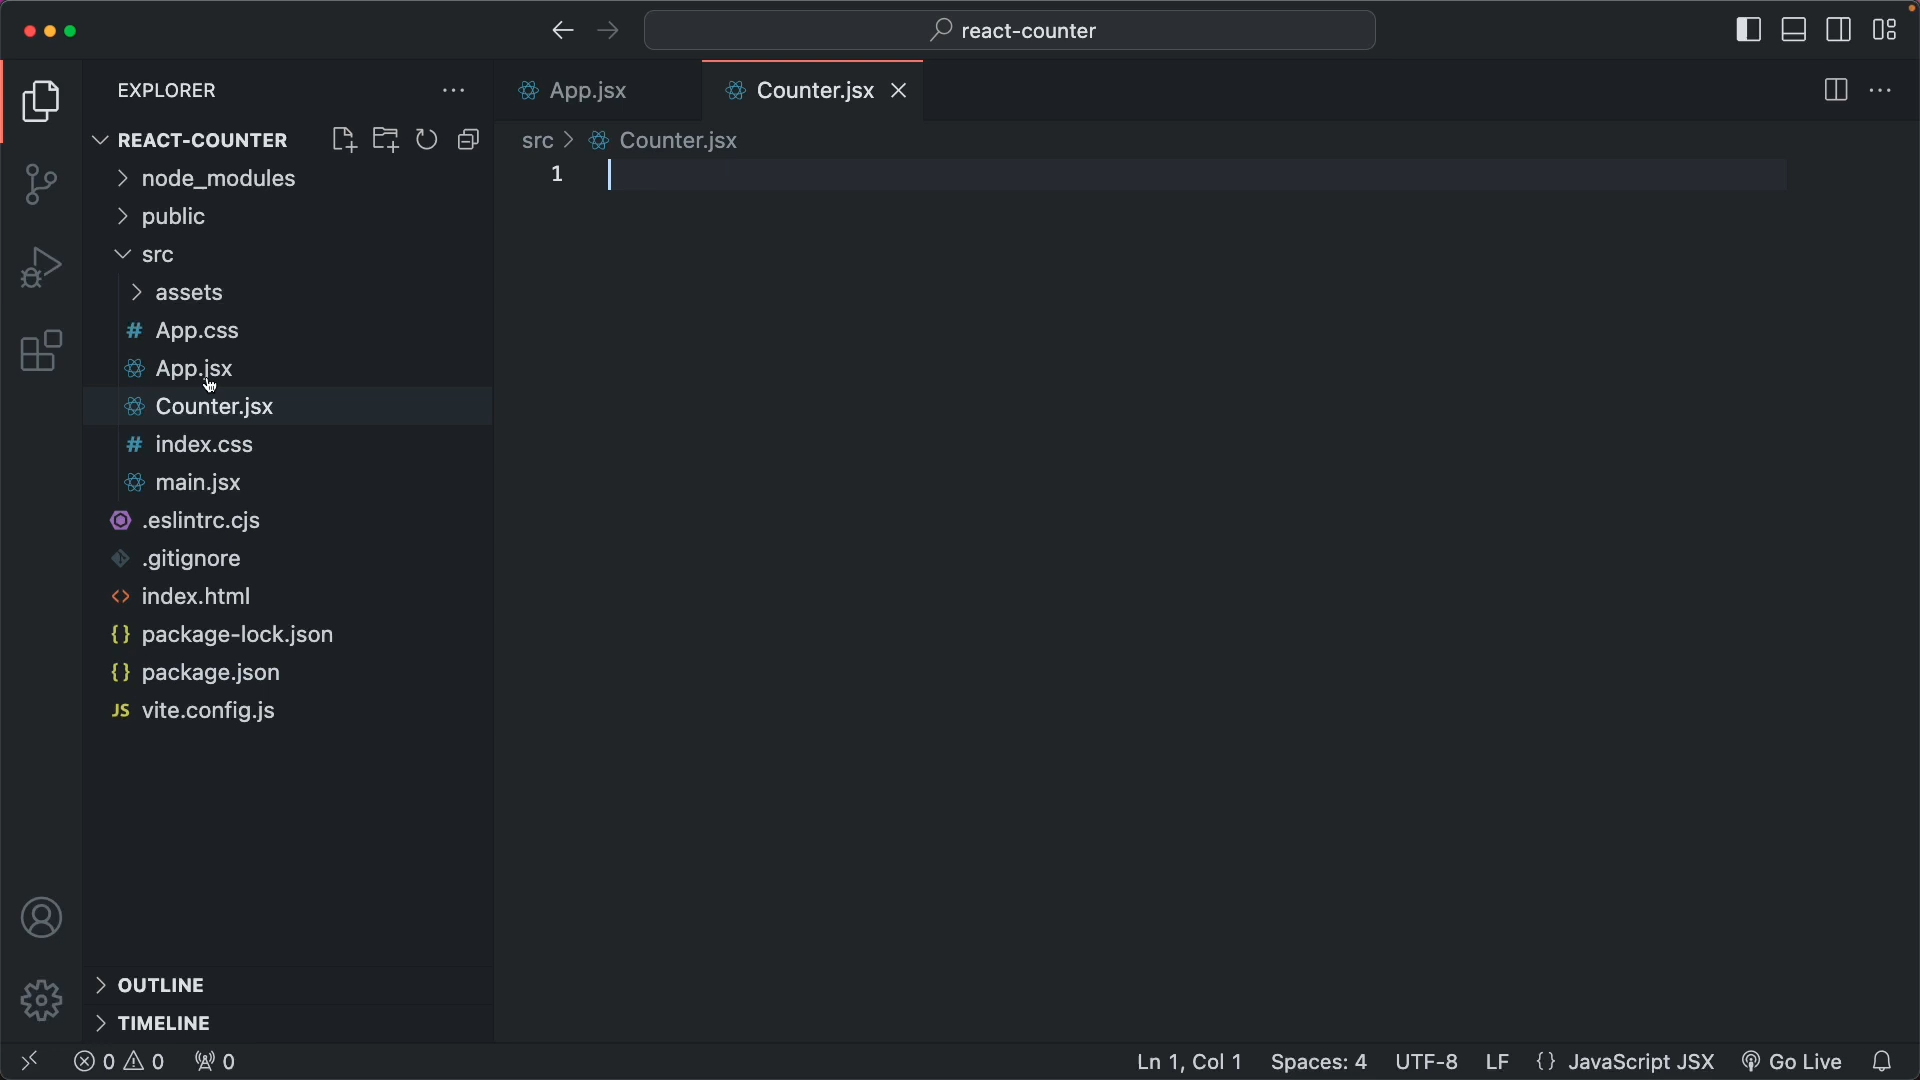 react-counter
EXPLORER
App.jsx
Counter.jsx
REACT-COUNTER
src
Counter.jsx
1
node_modules
public
src
assets
# App.css
App.jsx
Counter.jsx
# index.css
main.jsx
.eslintrc.cjs
.gitignore
<> index.html
{} package-lock.json
{} package.json
JS vite.config.js
OUTLINE
TIMELINE
0 0 0
Ln 1, Col 1 Spaces: 4 UTF-8 LF {} JavaScript JSX Go Live